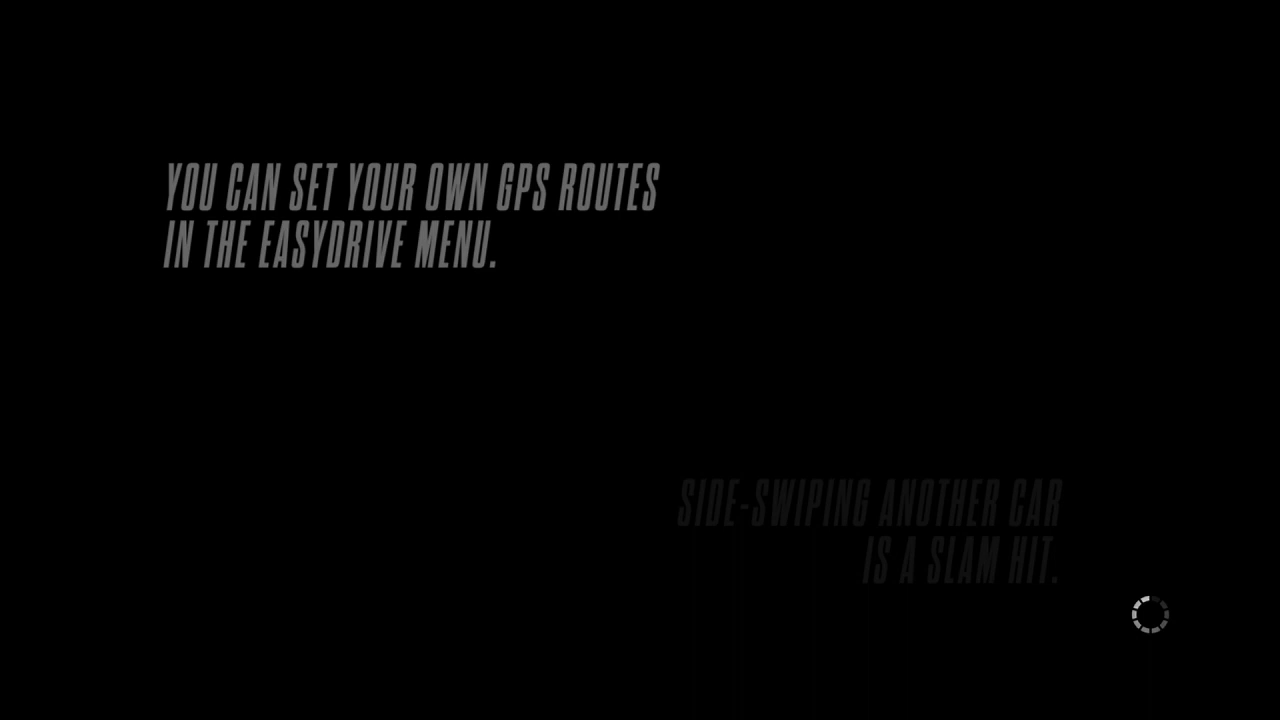 YOU CAN SET YOUR OWN GPS ROUTES
IN THE EASYDRIVE MENU.
SIDE-SWIPING ANOTHER CAR
IS A SLAM HIT.